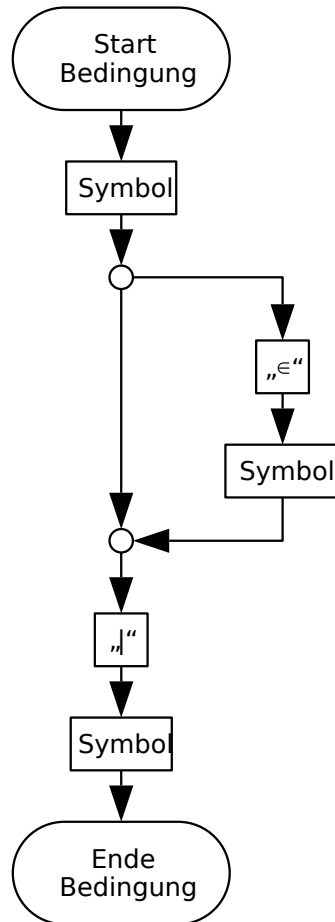 Start
Bedingung
Symbol
„∈“
Symbol
„|“
Symbol
Ende
Bedingung